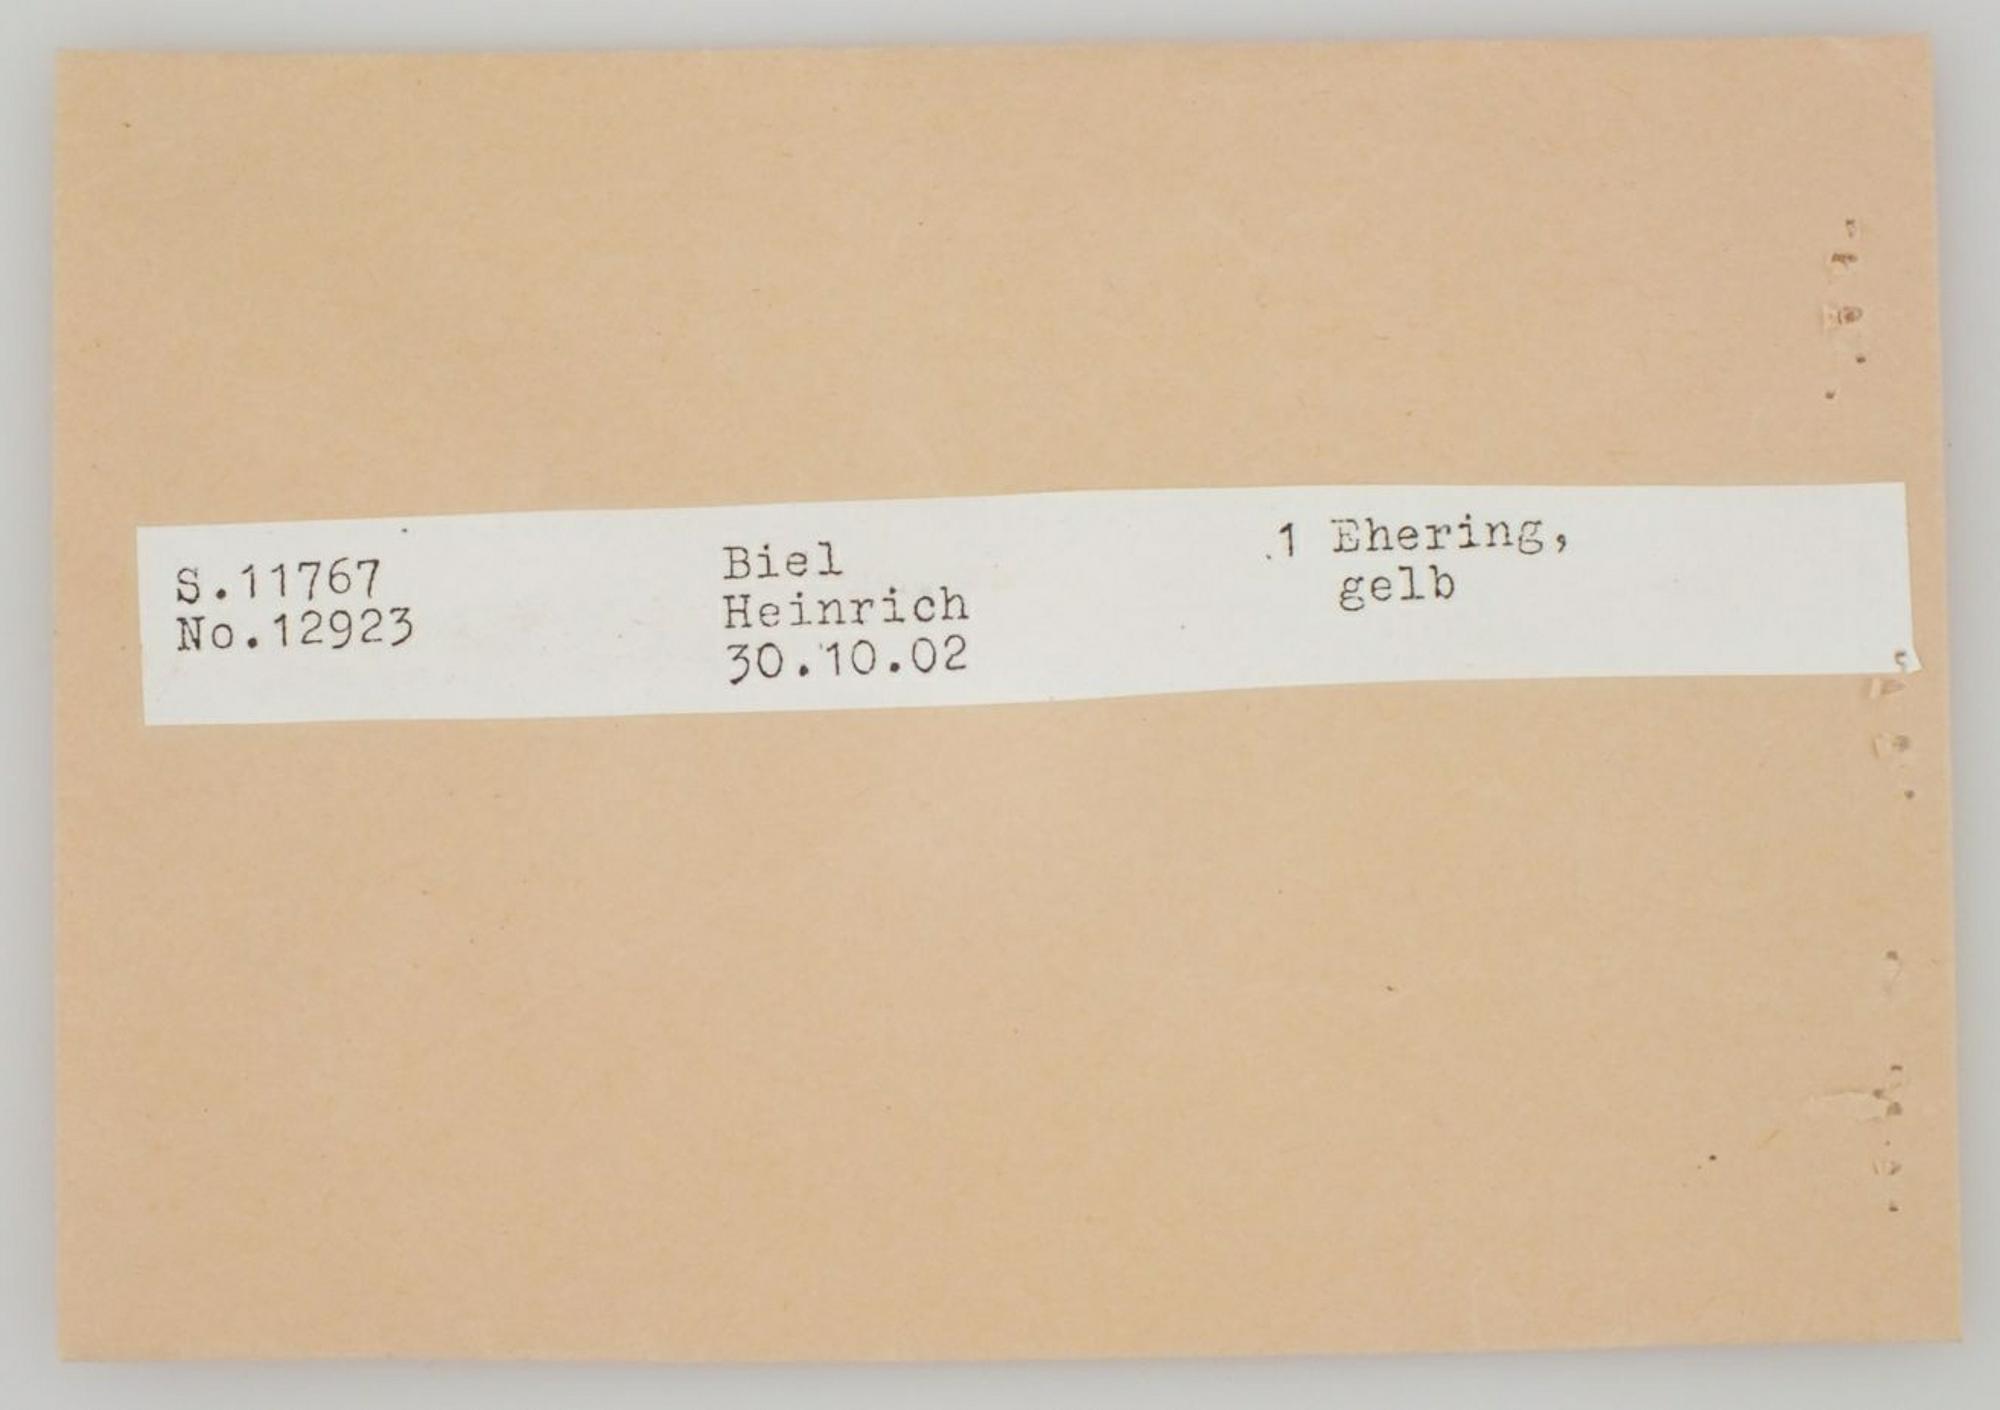 S.11767
No.12923
Biel
Heinrich
30.10.02
1 Ehering,
gelb